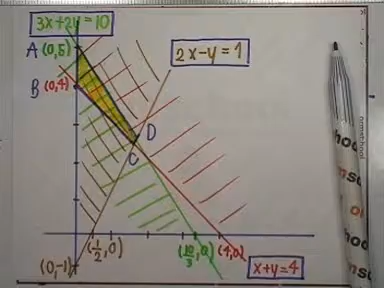 3x+2y=10
A (0,5)
2x-y=1
B (0,4)
D
C
(½,0)
(10/3,0)
(4,0)
(0,-1)
x+y=4